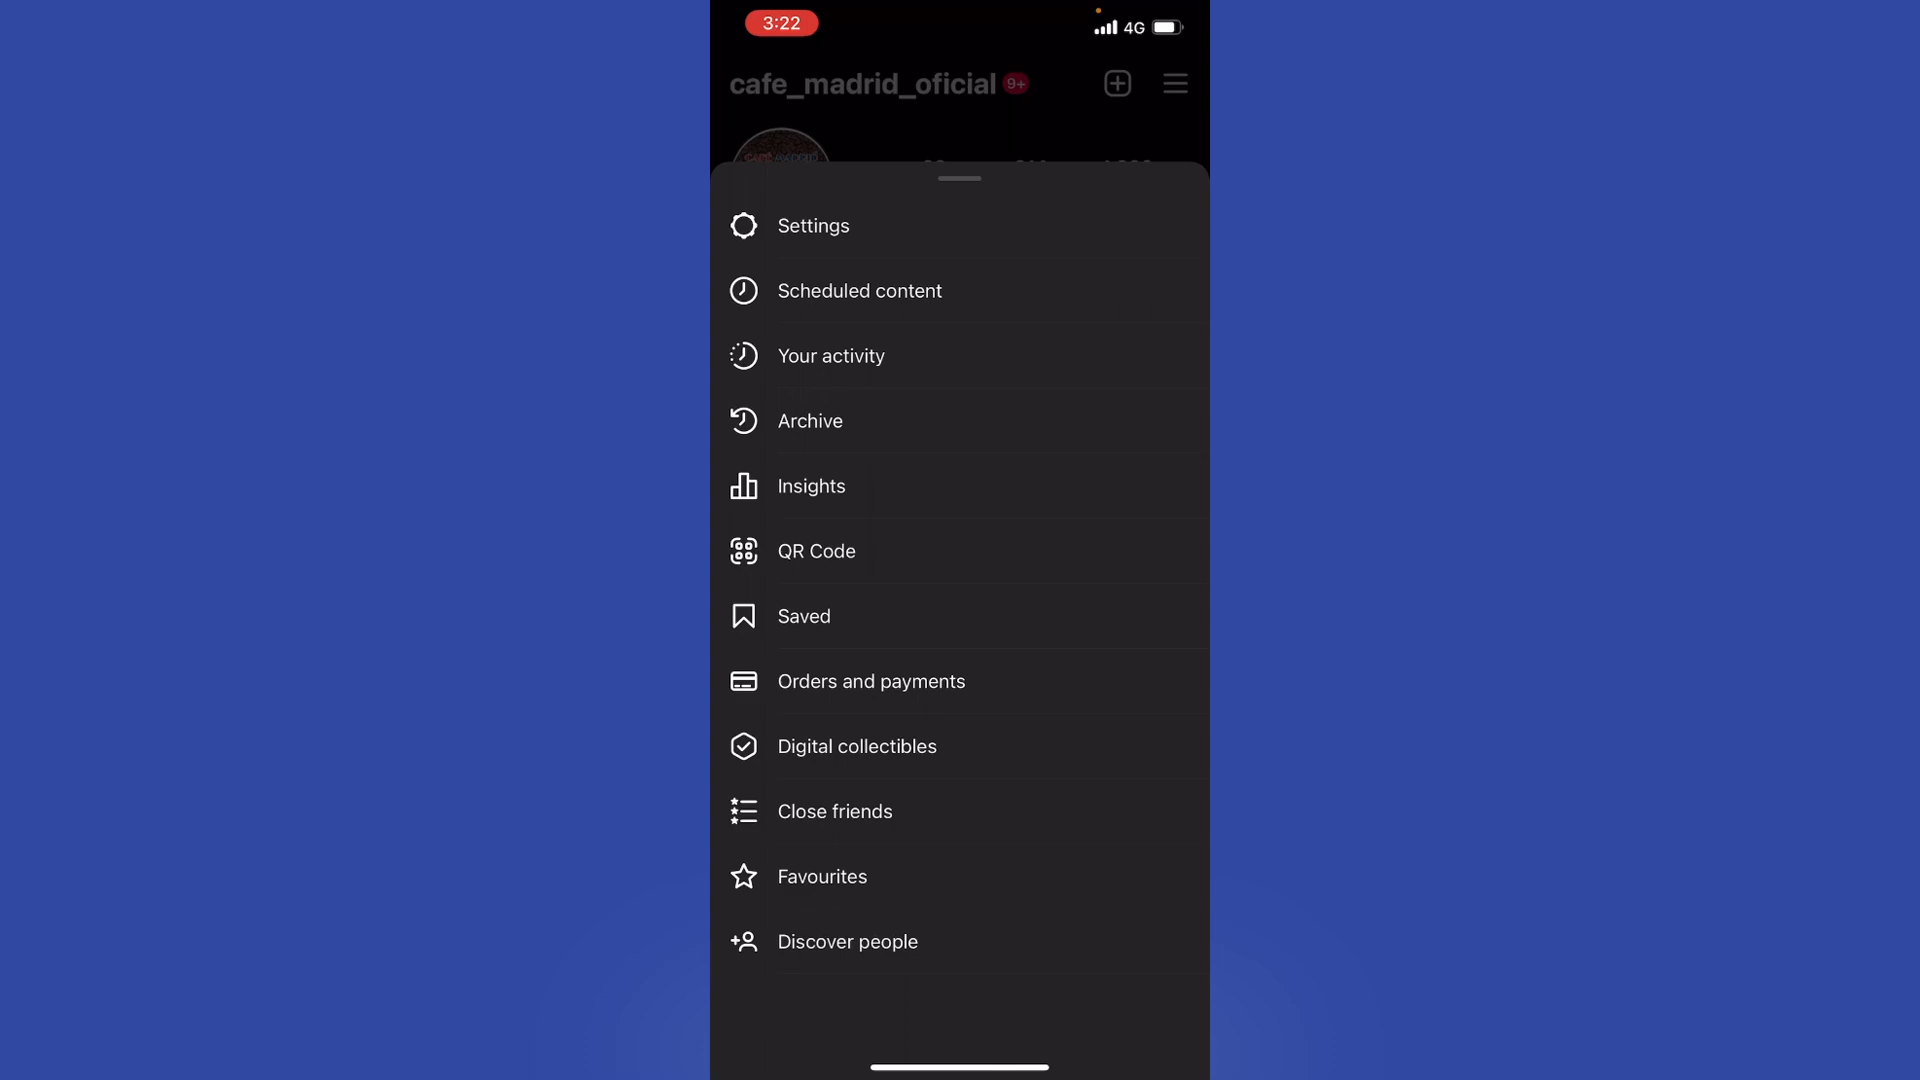 3:22
4G
cafe_madrid_oficial 9+
Settings
Scheduled content
Your activity
Archive
Insights
QR Code
Saved
Orders and payments
Digital collectibles
Close friends
Favourites
Discover people